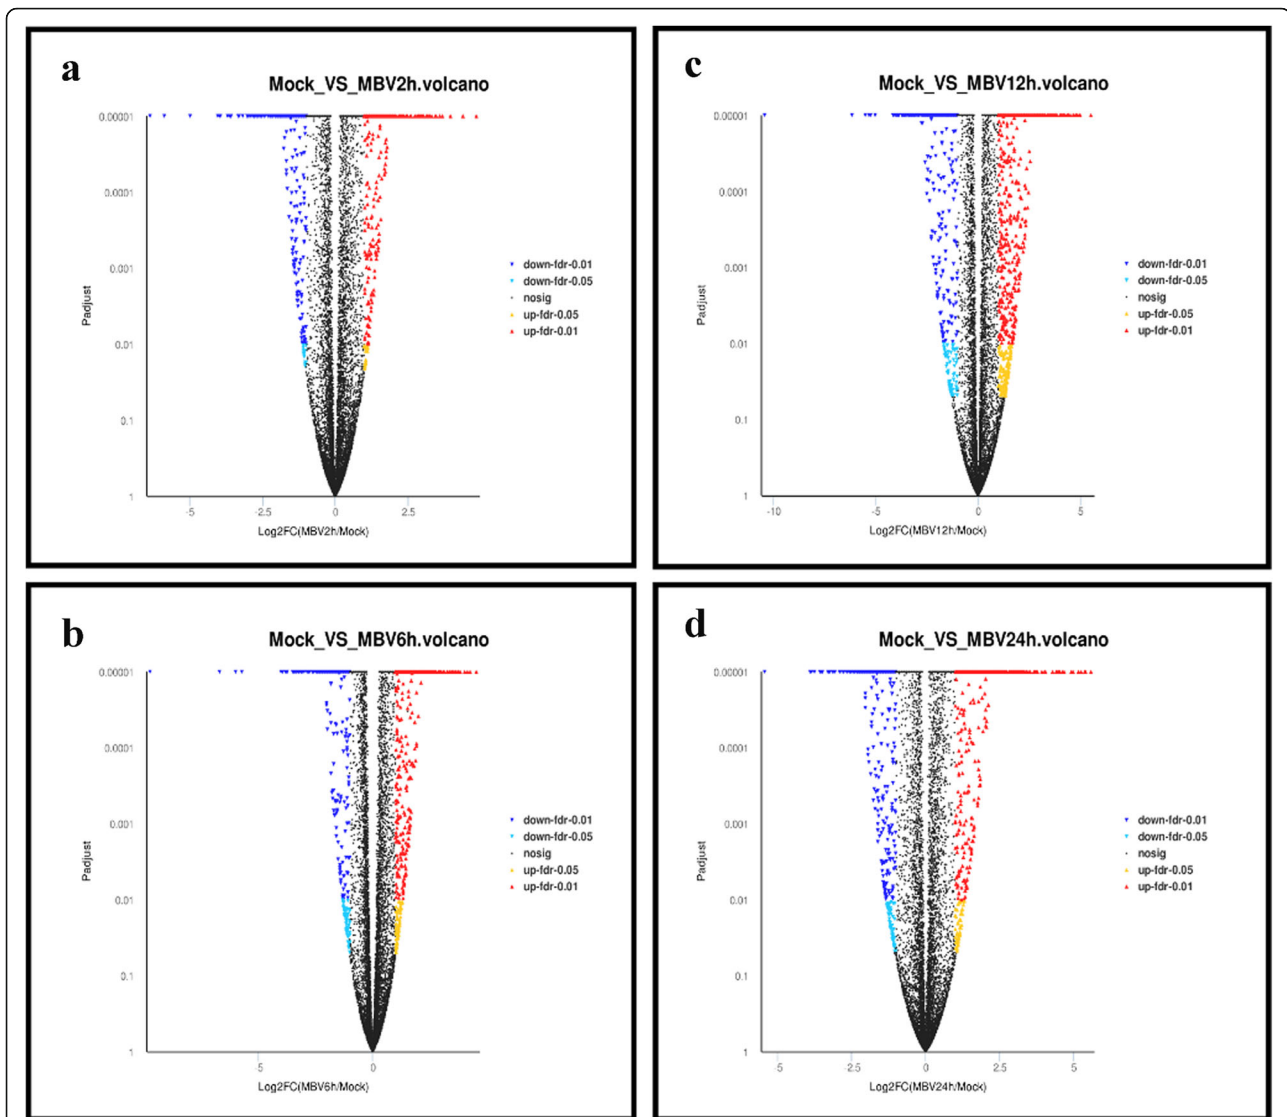 a
Mock_VS_MBV2h.volcano
0.00001
0.0001
0.001
0.01
0.1
1
Padjust
-5
-2.5
0
2.5
Log2FC(MBV2h/Mock)
down-fdr-0.01
down-fdr-0.05
nosig
up-fdr-0.05
up-fdr-0.01
c
Mock_VS_MBV12h.volcano
0.00001
0.0001
0.001
0.01
0.1
1
Padjust
-10
-5
0
5
Log2FC(MBV12h/Mock)
down-fdr-0.01
down-fdr-0.05
nosig
up-fdr-0.05
up-fdr-0.01
b
Mock_VS_MBV6h.volcano
0.00001
0.0001
0.001
0.01
0.1
1
Padjust
-5
0
Log2FC(MBV6h/Mock)
down-fdr-0.01
down-fdr-0.05
nosig
up-fdr-0.05
up-fdr-0.01
d
Mock_VS_MBV24h.volcano
0.00001
0.0001
0.001
0.01
0.1
1
Padjust
-5
-2.5
0
2.5
5
Log2FC(MBV24h/Mock)
down-fdr-0.01
down-fdr-0.05
nosig
up-fdr-0.05
up-fdr-0.01